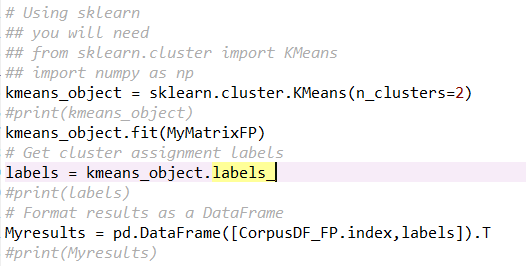 # Using sklearn
## you will need
## from sklearn.cluster import KMeans
## import numpy as np
kmeans_object = sklearn.cluster.KMeans(n_clusters=2)
#print(kmeans_object)
kmeans_object.fit(MyMatrixFP)
# Get cluster assignment labels
labels = kmeans_object.labels_
#print(labels)
# Format results as a DataFrame
Myresults = pd.DataFrame([CorpusDF_FP.index,labels]).T
#print(Myresults)